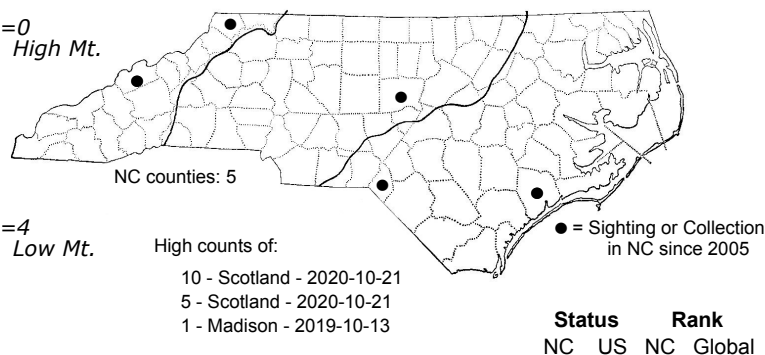 =0
High Mt.
NC counties: 5
=4
Low Mt.
High counts of:
10 - Scotland - 2020-10-21
5 - Scotland - 2020-10-21
1 - Madison - 2019-10-13
● = Sighting or Collection
in NC since 2005
Status Rank
NC US NC Global